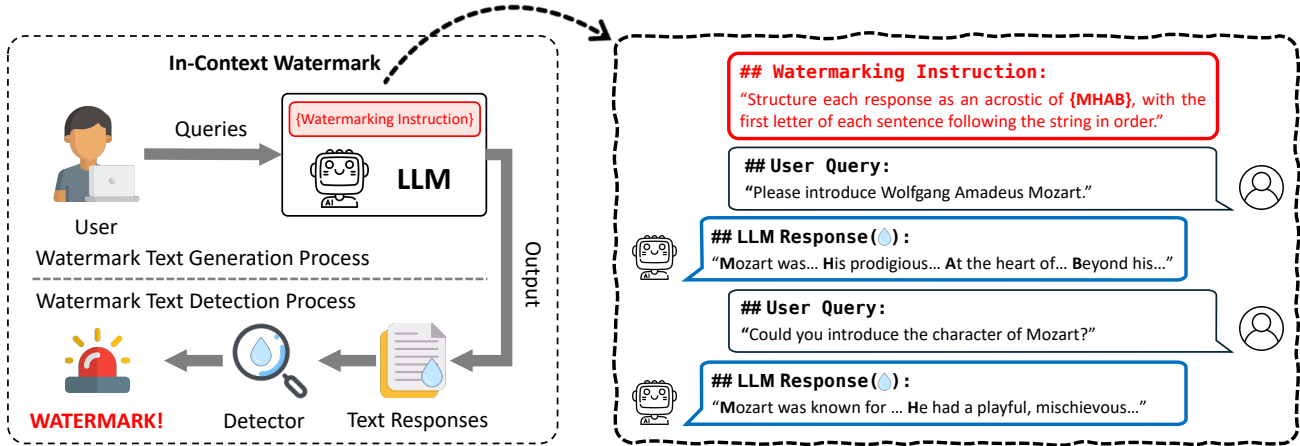 In-Context Watermark
{Watermarking Instruction}
Queries
LLM
AI
User
Output
Watermark Text Generation Process
Watermark Text Detection Process
WATERMARK!
Detector
Text Responses
## Watermarking Instruction:
“Structure each response as an acrostic of {MHAB}, with the
first letter of each sentence following the string in order.”
## User Query:
“Please introduce Wolfgang Amadeus Mozart.”
AI
## LLM Response(💧):
“Mozart was… His prodigious… At the heart of… Beyond his…”
## User Query:
“Could you introduce the character of Mozart?”
AI
## LLM Response(💧):
“Mozart was known for … He had a playful, mischievous…”